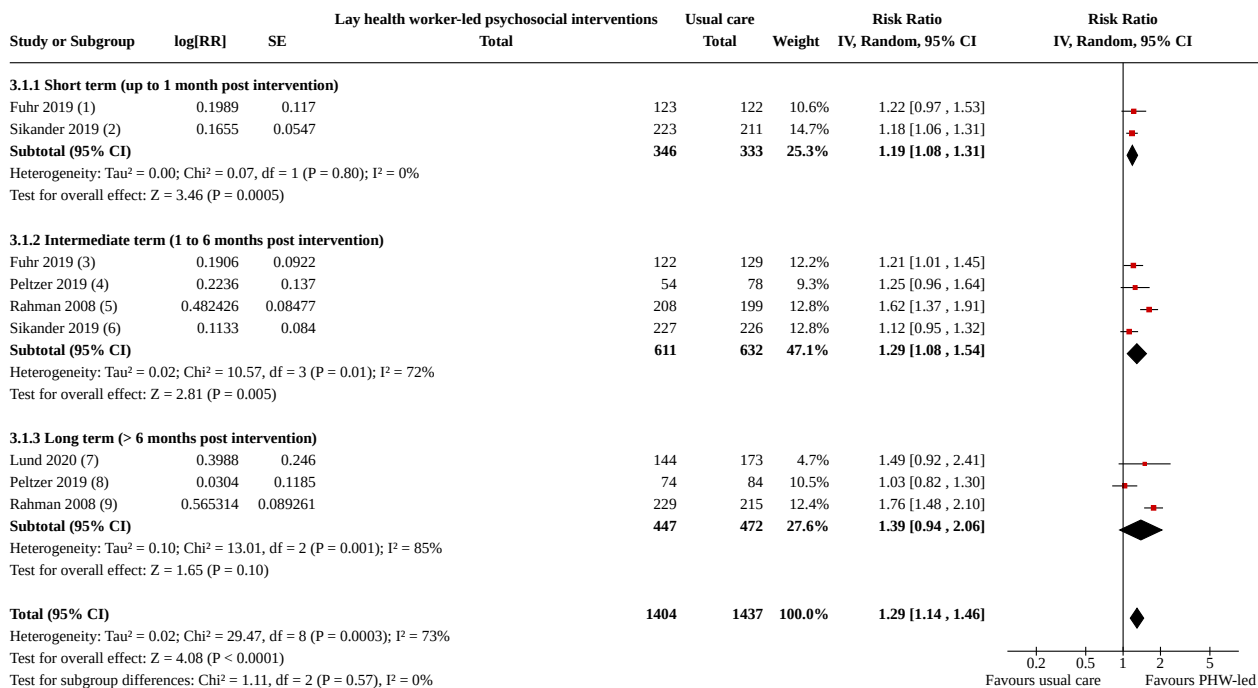 Lay health worker-led psychosocial interventions Usual care Risk Ratio Risk Ratio
Study or Subgroup log[RR] SE Total Total Weight IV, Random, 95% CI IV, Random, 95% CI
3.1.1 Short term (up to 1 month post intervention)
Fuhr 2019 (1) 0.1989 0.117 123 122 10.6% 1.22 [0.97 , 1.53]
Sikander 2019 (2) 0.1655 0.0547 223 211 14.7% 1.18 [1.06 , 1.31]
Subtotal (95% CI) 346 333 25.3% 1.19 [1.08 , 1.31]
Heterogeneity: Tau² = 0.00; Chi² = 0.07, df = 1 (P = 0.80); I² = 0%
Test for overall effect: Z = 3.46 (P = 0.0005)
3.1.2 Intermediate term (1 to 6 months post intervention)
Fuhr 2019 (3) 0.1906 0.0922 122 129 12.2% 1.21 [1.01 , 1.45]
Peltzer 2019 (4) 0.2236 0.137 54 78 9.3% 1.25 [0.96 , 1.64]
Rahman 2008 (5) 0.482426 0.08477 208 199 12.8% 1.62 [1.37 , 1.91]
Sikander 2019 (6) 0.1133 0.084 227 226 12.8% 1.12 [0.95 , 1.32]
Subtotal (95% CI) 611 632 47.1% 1.29 [1.08 , 1.54]
Heterogeneity: Tau² = 0.02; Chi² = 10.57, df = 3 (P = 0.01); I² = 72%
Test for overall effect: Z = 2.81 (P = 0.005)
3.1.3 Long term (> 6 months post intervention)
Lund 2020 (7) 0.3988 0.246 144 173 4.7% 1.49 [0.92 , 2.41]
Peltzer 2019 (8) 0.0304 0.1185 74 84 10.5% 1.03 [0.82 , 1.30]
Rahman 2008 (9) 0.565314 0.089261 229 215 12.4% 1.76 [1.48 , 2.10]
Subtotal (95% CI) 447 472 27.6% 1.39 [0.94 , 2.06]
Heterogeneity: Tau² = 0.10; Chi² = 13.01, df = 2 (P = 0.001); I² = 85%
Test for overall effect: Z = 1.65 (P = 0.10)
Total (95% CI) 1404 1437 100.0% 1.29 [1.14 , 1.46]
Heterogeneity: Tau² = 0.02; Chi² = 29.47, df = 8 (P = 0.0003); I² = 73%
Test for overall effect: Z = 4.08 (P < 0.0001) 0.2 0.5 1 2 5
Test for subgroup differences: Chi² = 1.11, df = 2 (P = 0.57), I² = 0% Favours usual care Favours PHW-led